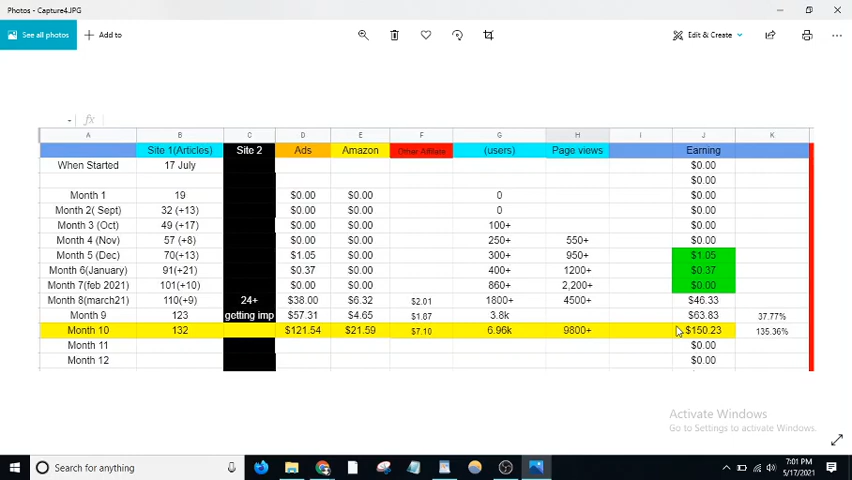 Photos - Capture4.JPG
See all photos + Add to Edit & Create
- fx
A B C D E F G H I J K
Site 1(Articles) Site 2 Ads Amazon Other Affiliate (users) Page views Earning
When Started 17 July $0.00
$0.00
Month 1 19 $0.00 $0.00 0 $0.00
Month 2( Sept) 32 (+13) $0.00 $0.00 0 $0.00
Month 3 (Oct) 49 (+17) $0.00 $0.00 100+ $0.00
Month 4 (Nov) 57 (+8) $0.00 $0.00 250+ 550+ $0.00
Month 5 (Dec) 70(+13) $1.05 $0.00 300+ 950+ $1.05
Month 6(January) 91(+21) $0.37 $0.00 400+ 1200+ $0.37
Month 7(feb 2021) 101(+10) $0.00 $0.00 860+ 2,200+ $0.00
Month 8(march21) 110(+9) 24+ $38.00 $6.32 $2.01 1800+ 4500+ $46.33
Month 9 123 getting imp $57.31 $4.65 $1.87 3.8k $63.83 37.77%
Month 10 132 $121.54 $21.59 $7.10 6.96k 9800+ $150.23 135.36%
Month 11 $0.00
Month 12 $0.00
Activate Windows
Go to Settings to activate Windows.
Search for anything
7:01 PM
5/17/2021